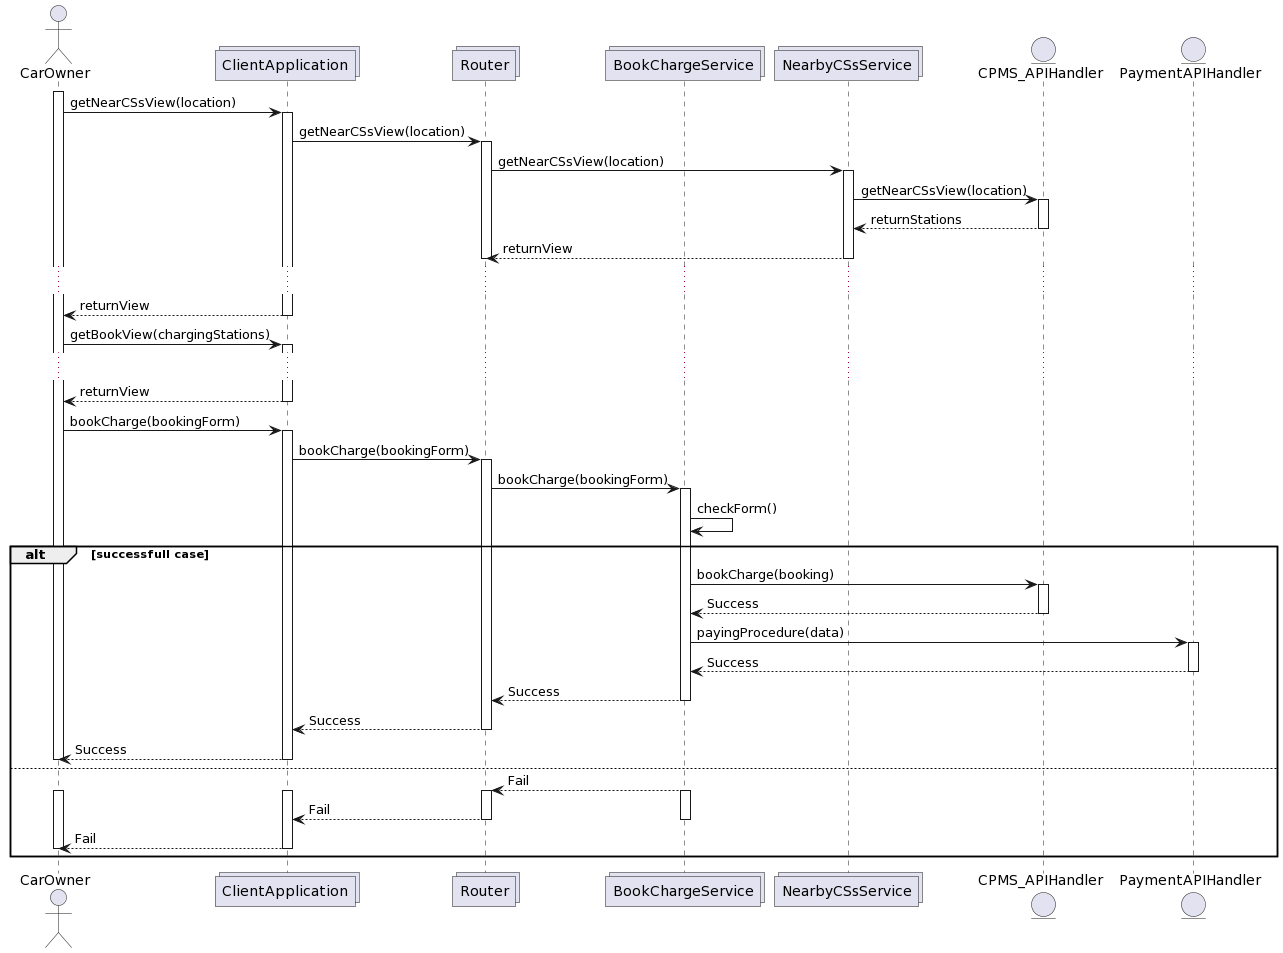 CarOwner
ClientApplication
Router
BookChargeService
NearbyCSsService
CPMS_APIHandler
PaymentAPIHandler
getNearCSsView(location)
getNearCSsView(location)
getNearCSsView(location)
getNearCSsView(location)
returnStations
returnView
returnView
getBookView(chargingStations)
returnView
bookCharge(bookingForm)
bookCharge(bookingForm)
bookCharge(bookingForm)
checkForm()
alt
[successfull case]
bookCharge(booking)
Success
payingProcedure(data)
Success
Success
Success
Success
Fail
Fail
Fail
CarOwner
ClientApplication
Router
BookChargeService
NearbyCSsService
CPMS_APIHandler
PaymentAPIHandler